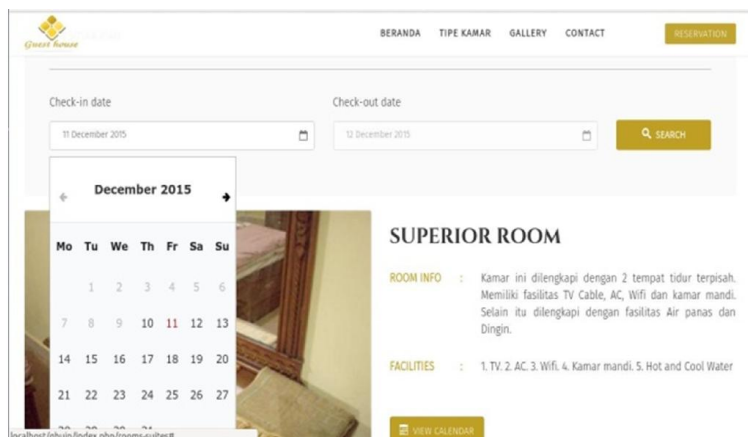 Guest house
BERANDA TIPE KAMAR GALLERY CONTACT RESERVATION
Check-in date
Check-out date
11 December 2015
12 December 2015
SEARCH
December 2015
Mo Tu We Th Fr Sa Su
1 2 3 4 5 6
7 8 9 10 11 12 13
14 15 16 17 18 19 20
21 22 23 24 25 26 27
SUPERIOR ROOM
ROOM INFO : Kamar ini dilengkapi dengan 2 tempat tidur terpisah.
Memiliki fasilitas TV Cable, AC, Wifi dan kamar mandi.
Selain itu dilengkapi dengan fasilitas Air panas dan
Dingin.
FACILITIES : 1. TV. 2. AC. 3. Wifi. 4. Kamar mandi. 5. Hot and Cool Water
VIEW CALENDAR